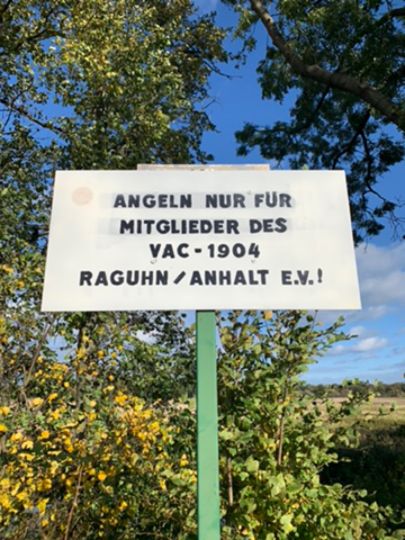 ANGELN NUR FÜR
MITGLIEDER DES
VAC-1904
RAGUHN/ANHALT E.V.!